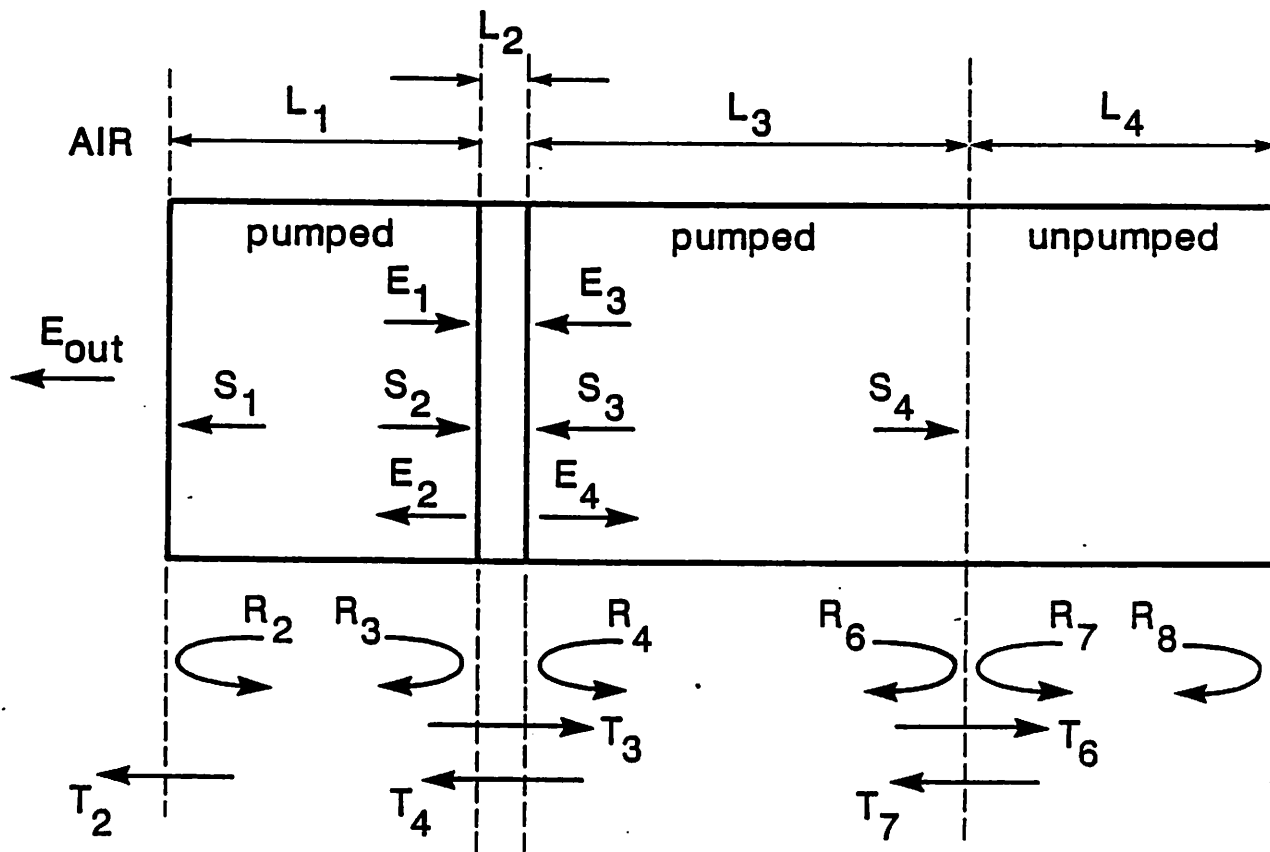 L2
AIR L1 L3 L4
pumped pumped unpumped
E1 E3
Eout
S1 S2 S3 S4
E2 E4
R2 R3 R4 R6 R7 R8
T3 T6
T2 T4 T7